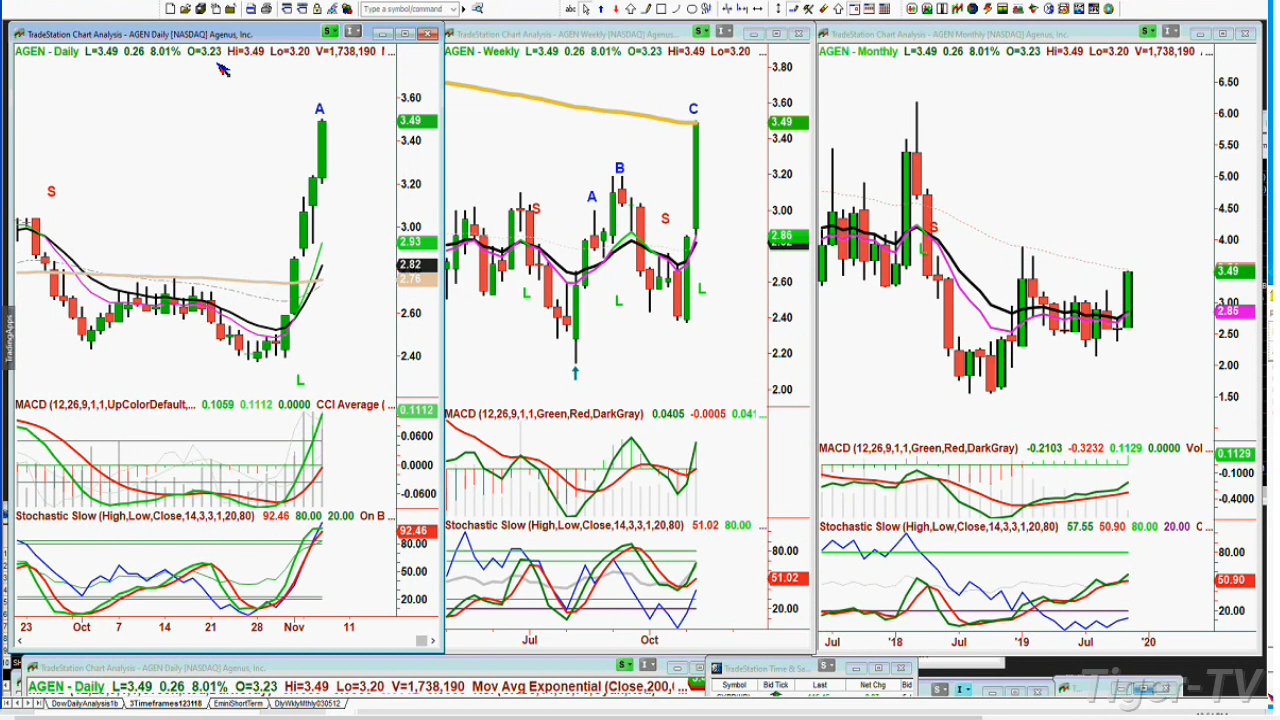 Type a symbol/command
abc
TradeStation Chart Analysis - AGEN Daily [NASDAQ] Agenus, Inc.
S
I
AGEN - Daily L=3.49 0.26 8.01% O=3.23 Hi=3.49 Lo=3.20 V=1,738,190
A
S
L
3.60
3.49
3.40
3.20
3.00
2.93
2.82
2.76
2.60
2.40
MACD (12,26,9,1,1,UpColorDefault,... 0.1059 0.1112 0.0000 CCI Average (...
0.1112
0.0600
0.0000
-0.0600
Stochastic Slow (High,Low,Close,14,3,3,1,20,80) 92.46 80.00 20.00 On B
92.46
80.00
50.00
20.00
23 Oct 7 14 21 28 Nov 11
TradeStation Chart Analysis - AGEN Weekly [NASDAQ] Agenus, Inc.
S
I
AGEN - Weekly L=3.49 0.26 8.01% O=3.23 Hi=3.49 Lo=3.20 ...
C
B
A
S
S
L
L
L
3.80
3.60
3.49
3.40
3.20
3.00
2.86
2.60
2.40
2.20
2.00
MACD (12,26,9,1,1,Green,Red,DarkGray) 0.0405 -0.0005 0.041
Stochastic Slow (High,Low,Close,14,3,3,1,20,80) 51.02 80.00 ...
80.00
51.02
20.00
Jul Oct
TradeStation Chart Analysis - AGEN Monthly [NASDAQ] Agenus, Inc.
S
I
AGEN - Monthly L=3.49 0.26 8.01% O=3.23 Hi=3.49 Lo=3.20 V=1,738,190 ...
S
L
6.50
6.00
5.50
5.00
4.50
4.00
3.49
3.00
2.85
2.50
2.00
1.50
MACD (12,26,9,1,1,Green,Red,DarkGray) -0.2103 -0.3232 0.1129 0.0000 Vol ...
0.1129
-0.1000
-0.4000
Stochastic Slow (High,Low,Close,14,3,3,1,20,80) 57.55 50.90 80.00 20.00 C
80.00
50.90
20.00
Jul '18 Jul '19 Jul '20
TradingApps
TradeStation Chart Analysis - AGEN Daily [NASDAQ] Agenus, Inc.
S
I
AGEN - Daily L=3.49 0.26 8.01% O=3.23 Hi=3.49 Lo=3.20 V=1,738,190 Mov Avg Exponential (Close,200,
TradeStation Time & Sa...
S
Symbol Bid Tick Last Net Chg Bid
S
I
Tiger-TV
DowDailyAnalysis1b 3Timeframes123118 EminiShortTerm DlyWklyMthly030512